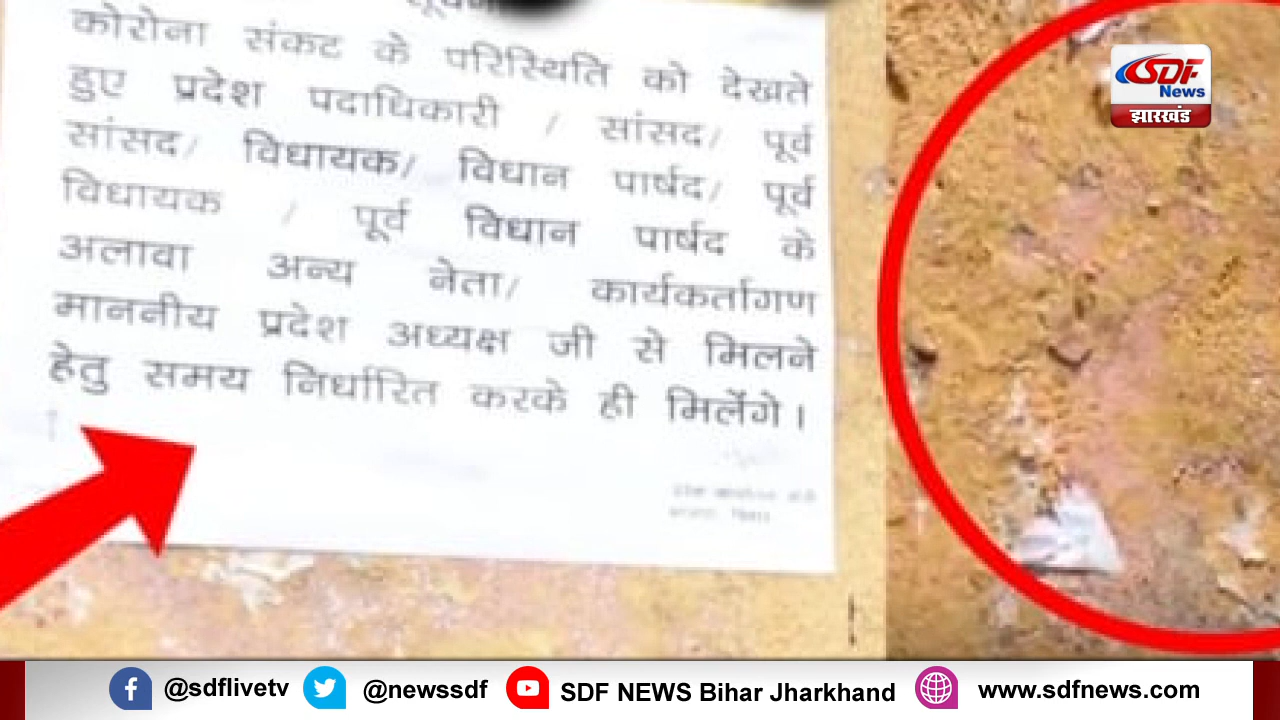 कोरोना संकट के परिस्थिति को देखते
हुए प्रदेश पदाधिकारी / सांसद/ पूर्व
सांसद/ विधायक/ विधान पार्षद/ पूर्व
विधायक / पूर्व विधान पार्षद के
अलावा अन्य नेता/ कार्यकर्तागण
माननीय प्रदेश अध्यक्ष जी से मिलने
हेतु समय निर्धारित करके ही मिलेंगे।
SDF
News
झारखंड
@sdflivetv
@newssdf
SDF NEWS Bihar Jharkhand
www.sdfnews.com